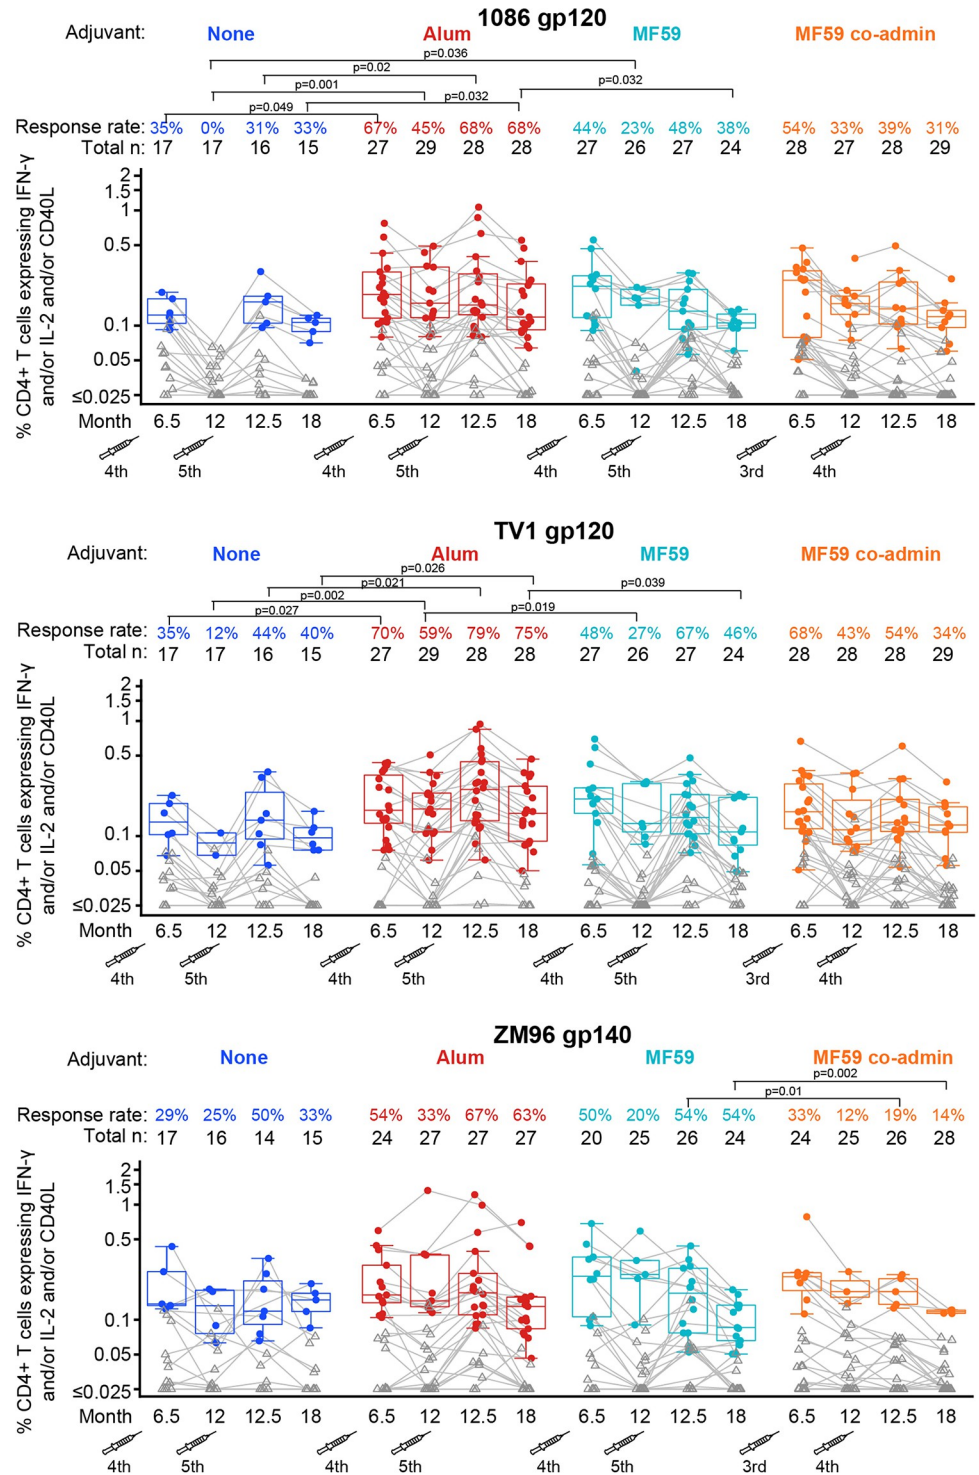 1086 gp120
Adjuvant: None Alum MF59 MF59 co-admin
p=0.036
p=0.02
p=0.001 p=0.032
p=0.032
p=0.049
Response rate: 35% 0% 31% 33% 67% 45% 68% 68% 44% 23% 48% 38% 54% 33% 39% 31%
Total n: 17 17 16 15 27 29 28 28 27 26 27 24 28 27 28 29
% CD4+ T cells expressing IFN-γ
and/or IL-2 and/or CD40L
2
1.5
1
0.5
0.1
0.05
≤0.025
Month 6.5 12 12.5 18 6.5 12 12.5 18 6.5 12 12.5 18 6.5 12 12.5 18
4th 5th 4th 5th 4th 5th 3rd 4th
TV1 gp120
Adjuvant: None Alum MF59 MF59 co-admin
p=0.026
p=0.021 p=0.039
p=0.002
p=0.027 p=0.019
Response rate: 35% 12% 44% 40% 70% 59% 79% 75% 48% 27% 67% 46% 68% 43% 54% 34%
Total n: 17 17 16 15 27 29 28 28 27 26 27 24 28 28 28 29
% CD4+ T cells expressing IFN-γ
and/or IL-2 and/or CD40L
2
1.5
1
0.5
0.1
0.05
≤0.025
Month 6.5 12 12.5 18 6.5 12 12.5 18 6.5 12 12.5 18 6.5 12 12.5 18
4th 5th 4th 5th 4th 5th 3rd 4th
ZM96 gp140
Adjuvant: None Alum MF59 MF59 co-admin
p=0.002
p=0.01
Response rate: 29% 25% 50% 33% 54% 33% 67% 63% 50% 20% 54% 54% 33% 12% 19% 14%
Total n: 17 16 14 15 24 27 27 27 20 25 26 24 24 25 26 28
% CD4+ T cells expressing IFN-γ
and/or IL-2 and/or CD40L
2
1.5
1
0.5
0.1
0.05
≤0.025
Month 6.5 12 12.5 18 6.5 12 12.5 18 6.5 12 12.5 18 6.5 12 12.5 18
4th 5th 4th 5th 4th 5th 3rd 4th